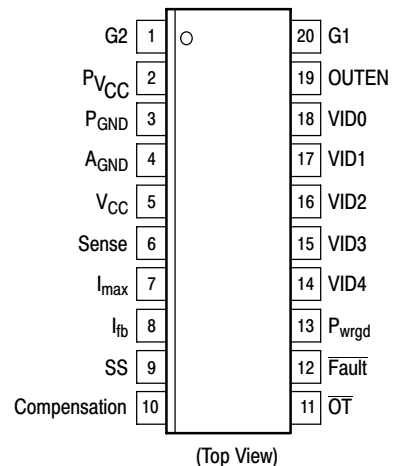 G2 1 20 G1
PVCC 2 19 OUTEN
PGND 3 18 VID0
AGND 4 17 VID1
VCC 5 16 VID2
Sense 6 15 VID3
Imax 7 14 VID4
Ifb 8 13 Pwrgd
SS 9 12 F̅a̅u̅l̅t̅
Compensation 10 11 O̅T̅
(Top View)